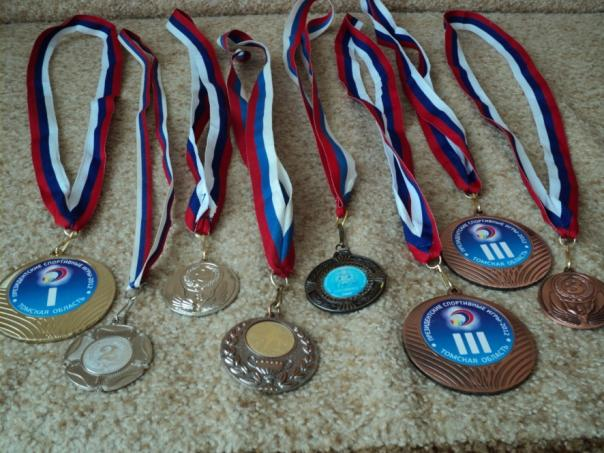 ПРЕЗИДЕНТСКИЕ СПОРТИВНЫЕ ИГРЫ-2012
I
ТОМСКАЯ ОБЛАСТЬ
2
ПРЕЗИДЕНТСКИЕ СПОРТИВНЫЕ ИГРЫ-2012
III
ТОМСКАЯ ОБЛАСТЬ
ПРЕЗИДЕНТСКИЕ СПОРТИВНЫЕ ИГРЫ-2012
III
ТОМСКАЯ ОБЛАСТЬ